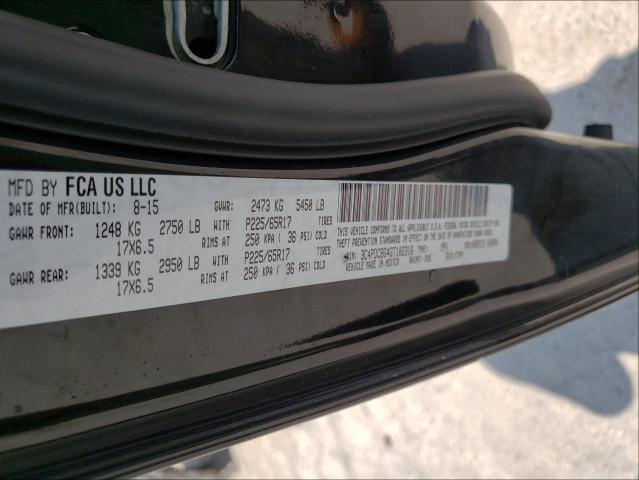 MFD BY FCA US LLC
DATE OF MFR(BUILT): 8-15 GVWR: 2473 KG 5450 LB
GAWR FRONT: 1248 KG 2750 LB WITH P225/65R17 TIRES
17X6.5 RIMS AT 250 KPA ( 36 PSI) COLD
GAWR REAR: 1339 KG 2950 LB WITH P225/65R17 TIRES
17X6.5 RIMS AT 250 KPA ( 36 PSI) COLD
THIS VEHICLE CONFORMS TO ALL APPLICABLE U.S.A. FEDERAL MOTOR VEHICLE SAFETY AND
THEFT PREVENTION STANDARDS IN EFFECT ON THE DATE OF MANUFACTURE SHOWN ABOVE.
VIN: TYPE: MPV
VEHICLE MADE IN MEXICO PAINT: